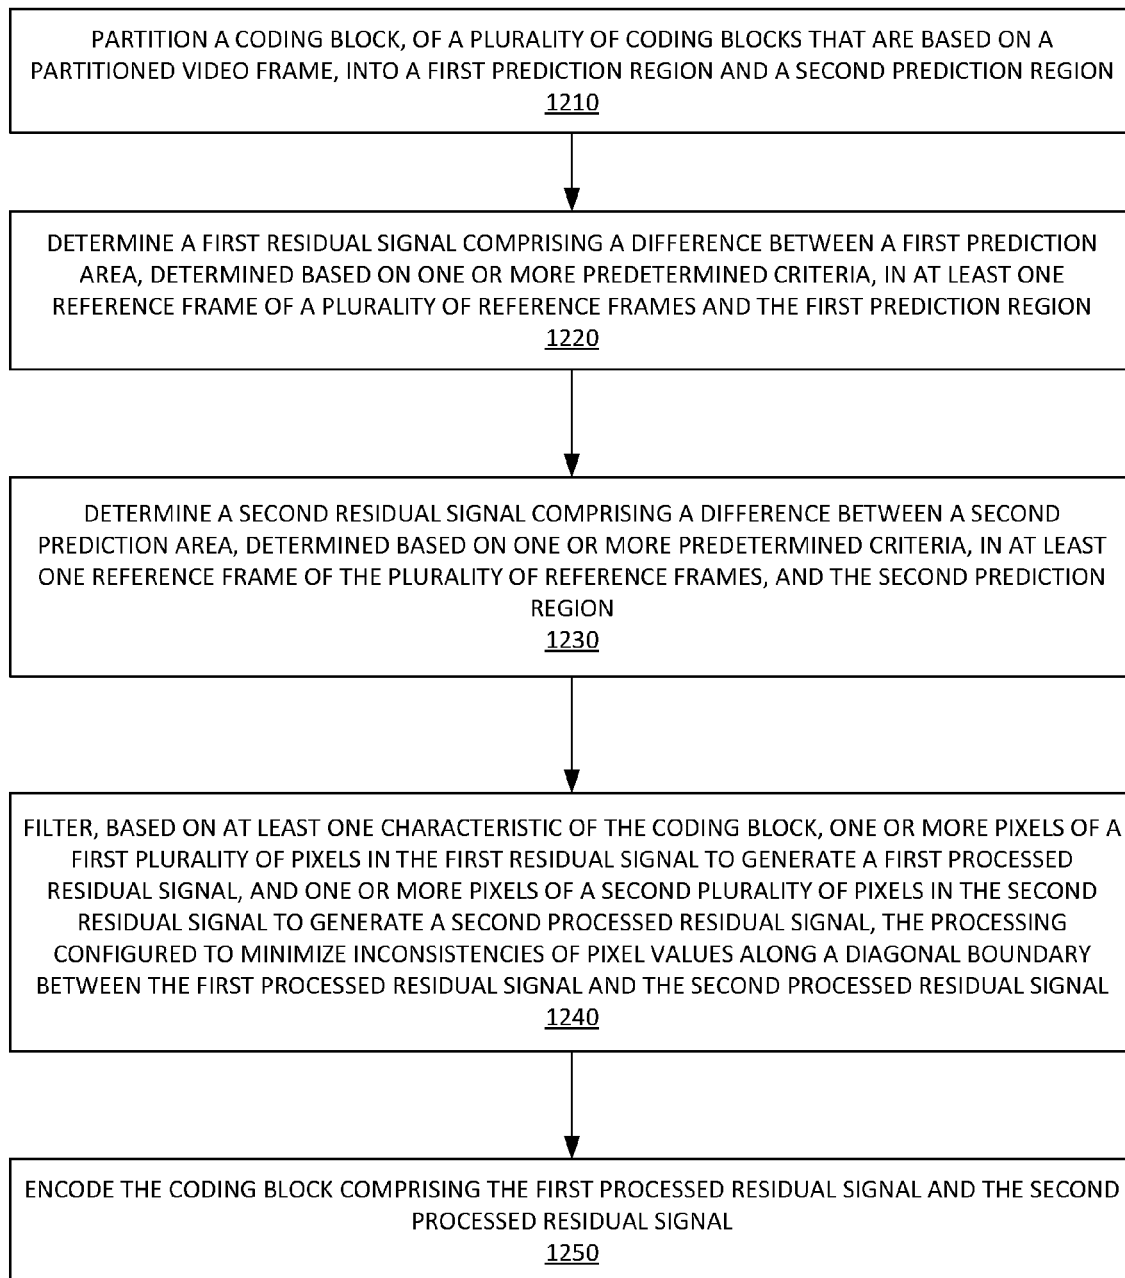 PARTITION A CODING BLOCK, OF A PLURALITY OF CODING BLOCKS THAT ARE BASED ON A
PARTITIONED VIDEO FRAME, INTO A FIRST PREDICTION REGION AND A SECOND PREDICTION REGION
1210
DETERMINE A FIRST RESIDUAL SIGNAL COMPRISING A DIFFERENCE BETWEEN A FIRST PREDICTION
AREA, DETERMINED BASED ON ONE OR MORE PREDETERMINED CRITERIA, IN AT LEAST ONE
REFERENCE FRAME OF A PLURALITY OF REFERENCE FRAMES AND THE FIRST PREDICTION REGION
1220
DETERMINE A SECOND RESIDUAL SIGNAL COMPRISING A DIFFERENCE BETWEEN A SECOND
PREDICTION AREA, DETERMINED BASED ON ONE OR MORE PREDETERMINED CRITERIA, IN AT LEAST
ONE REFERENCE FRAME OF THE PLURALITY OF REFERENCE FRAMES, AND THE SECOND PREDICTION
REGION
1230
FILTER, BASED ON AT LEAST ONE CHARACTERISTIC OF THE CODING BLOCK, ONE OR MORE PIXELS OF A
FIRST PLURALITY OF PIXELS IN THE FIRST RESIDUAL SIGNAL TO GENERATE A FIRST PROCESSED
RESIDUAL SIGNAL, AND ONE OR MORE PIXELS OF A SECOND PLURALITY OF PIXELS IN THE SECOND
RESIDUAL SIGNAL TO GENERATE A SECOND PROCESSED RESIDUAL SIGNAL, THE PROCESSING
CONFIGURED TO MINIMIZE INCONSISTENCIES OF PIXEL VALUES ALONG A DIAGONAL BOUNDARY
BETWEEN THE FIRST PROCESSED RESIDUAL SIGNAL AND THE SECOND PROCESSED RESIDUAL SIGNAL
1240
ENCODE THE CODING BLOCK COMPRISING THE FIRST PROCESSED RESIDUAL SIGNAL AND THE SECOND
PROCESSED RESIDUAL SIGNAL
1250